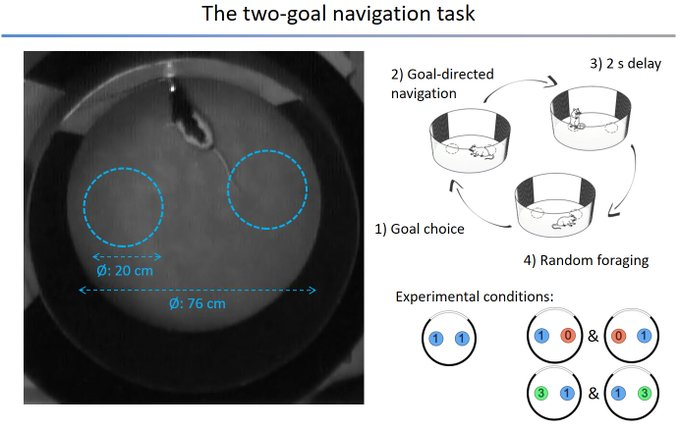 The two-goal navigation task
Ø: 20 cm
Ø: 76 cm
2) Goal-directed
navigation
3) 2 s delay
1) Goal choice
4) Random foraging
Experimental conditions:
1 1
1 0 & 0 1
3 1 & 1 3